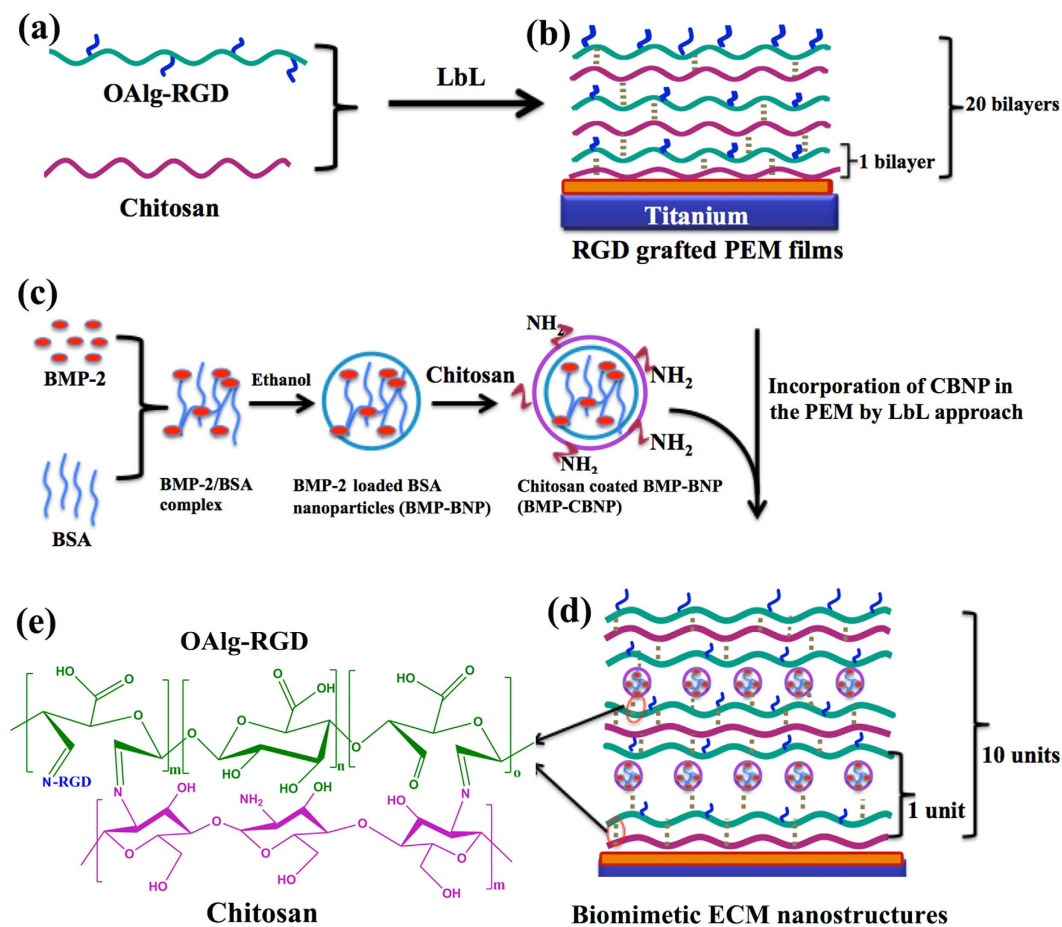 (a)
OAlg-RGD
Chitosan
LbL
(b)
20 bilayers
1 bilayer
Titanium
RGD grafted PEM films
(c)
BMP-2
BSA
BMP-2/BSA
complex
Ethanol
BMP-2 loaded BSA
nanoparticles (BMP-BNP)
Chitosan
NH2
NH2
NH2
NH2
Chitosan coated BMP-BNP
(BMP-CBNP)
Incorporation of CBNP in
the PEM by LbL approach
(e)
OAlg-RGD
HO
O
O
O
m
N-RGD
N
O
O
OH
O
HO
OH
n
O
HO
O
O
O
N
o
OH
O
HO
O
NH2
O
OH
HO
O
HO
O
OH
m
Chitosan
(d)
10 units
1 unit
Biomimetic ECM nanostructures